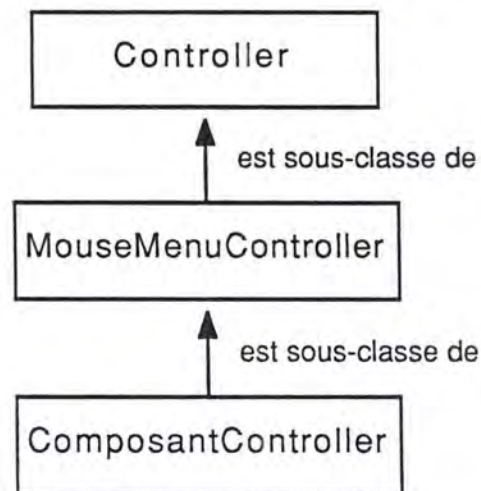 Controller
est sous-classe de
MouseMenuController
est sous-classe de
ComposantController